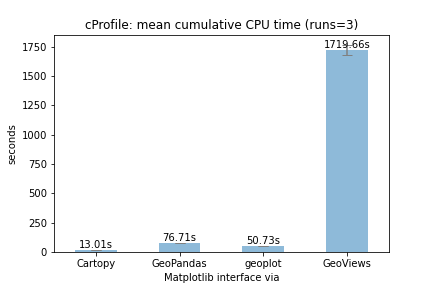 cProfile: mean cumulative CPU time (runs=3)
1750
1500
1250
1000
750
500
250
0
seconds
13.01s
76.71s
50.73s
1719.66s
Cartopy
GeoPandas
geoplot
GeoViews
Matplotlib interface via